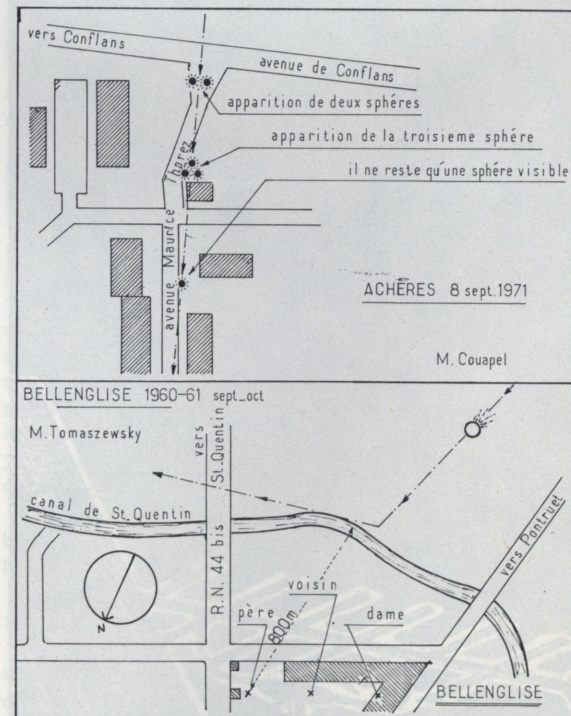 vers Conflans
avenue de Conflans
apparition de deux sphéres
apparition de la troisieme sphére
il ne reste qu'une sphére visible
avenue Maurice Thorez
ACHÈRES 8 sept.1971
M. Couapel
BELLENGLISE 1960-61 sept_oct
M. Tomaszewsky
vers St.Quentin
canal de St.Quentin
R.N. 44 bis
vers Pontruet
voisin
père
dame
800m
N
BELLENGLISE